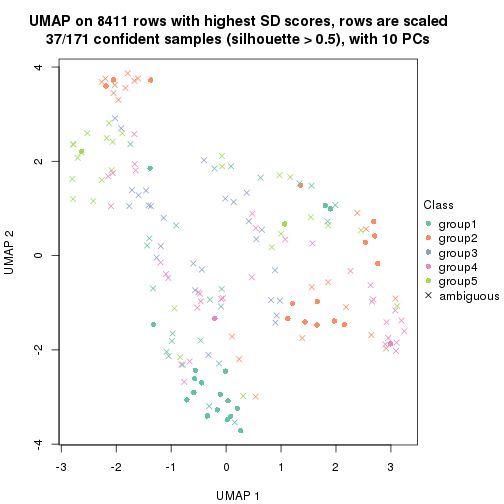 UMAP on 8411 rows with highest SD scores, rows are scaled
37/171 confident samples (silhouette > 0.5), with 10 PCs
4
2
0
-2
-4
UMAP 2
-3 -2 -1 0 1 2 3
UMAP 1
Class
group1
group2
group3
group4
group5
ambiguous